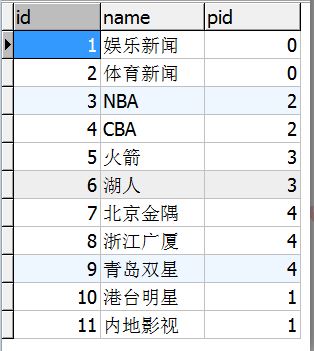 id name pid
1 娱乐新闻 0
2 体育新闻 0
3 NBA 2
4 CBA 2
5 火箭 3
6 湖人 3
7 北京金隅 4
8 浙江广厦 4
9 青岛双星 4
10 港台明星 1
11 内地影视 1